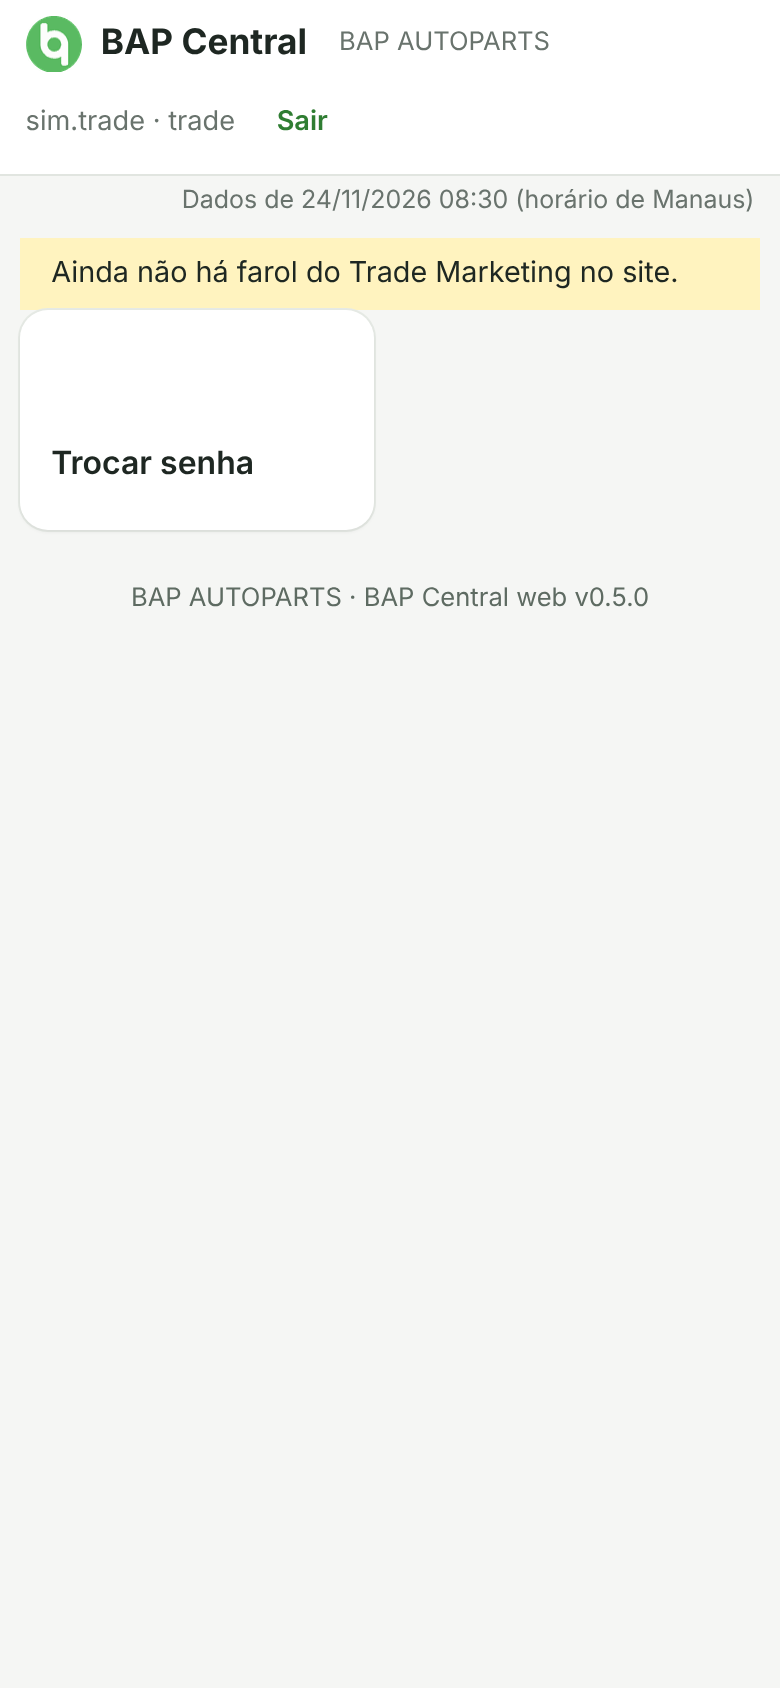 BAP Central BAP AUTOPARTS
sim.trade · trade Sair
Dados de 24/11/2026 08:30 (horário de Manaus)
Ainda não há farol do Trade Marketing no site.
Trocar senha
BAP AUTOPARTS · BAP Central web v0.5.0